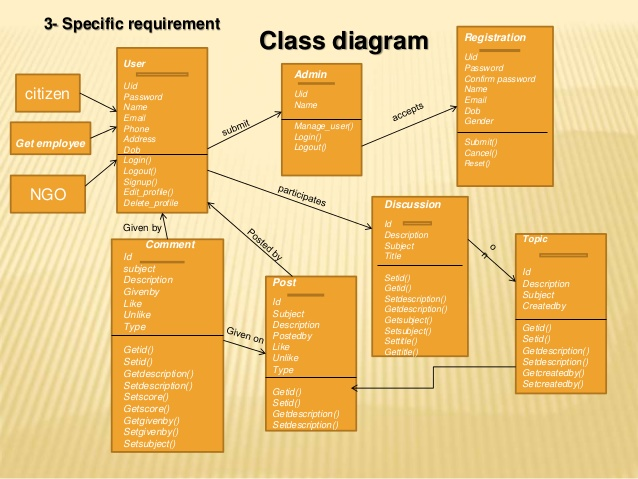 3- Specific requirement
Class diagram
citizen
Get employee
NGO
User
Uid
Password
Name
Email
Phone
Address
Dob
Login()
Logout()
Signup()
Edit_profile()
Delete_profile
submit
Admin
Uid
Name
Manage_user()
Login()
Logout()
accepts
Registration
Uid
Password
Confirm password
Name
Email
Dob
Gender
Submit()
Cancel()
Reset()
participates
Discussion
Id
Description
Subject
Title
Setid()
Getid()
Setdescription()
Getdescription()
Getsubject()
Setsubject()
Settitle()
Gettitle()
on
Topic
Id
Description
Subject
Createdby
Getid()
Setid()
Getdescription()
Setdescription()
Getcreatedby()
Setcreatedby()
Given by
Posted by
Comment
Id
subject
Description
Givenby
Like
Unlike
Type
Getid()
Setid()
Getdescription()
Setdescription()
Setscore()
Getscore()
Getgivenby()
Setgivenby()
Setsubject()
Given on
Post
Id
Subject
Description
Postedby
Like
Unlike
Type
Getid()
Setid()
Getdescription()
Setdescription()